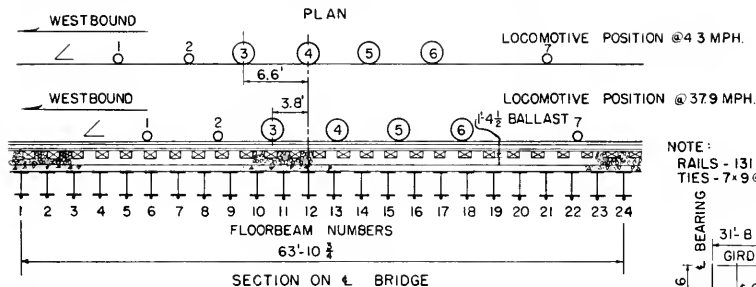 PLAN
WESTBOUND
LOCOMOTIVE POSITION @4.3 MPH.
1 2 3 4 5 6 7
6.6'
WESTBOUND
LOCOMOTIVE POSITION @ 37.9 MPH.
3.8'
1'-4 1/2 BALLAST
1 2 3 4 5 6 7
NOTE:
RAILS - 131
TIES - 7×9@
1 2 3 4 5 6 7 8 9 10 11 12 13 14 15 16 17 18 19 20 21 22 23 24
FLOORBEAM NUMBERS
63'-10 3/4
SECTION ON ℄ BRIDGE
℄ BEARING
31'-8
GIRD